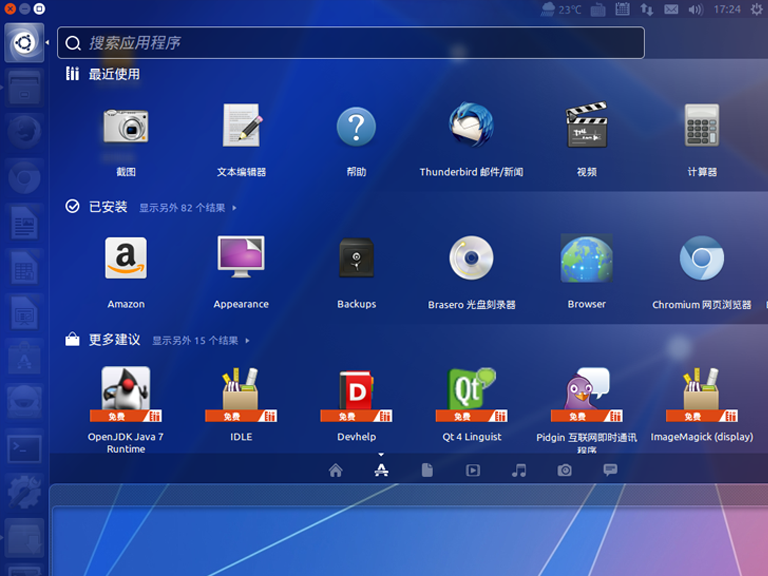 23°C
17:24
搜索应用程序
最近使用
截图
文本编辑器
帮助
Thunderbird 邮件/新闻
视频
计算器
已安装 显示另外 82 个结果
Amazon
Appearance
Backups
Brasero 光盘刻录器
Browser
Chromium 网页浏览器
更多建议 显示另外 15 个结果
免费
免费
免费
免费
免费
免费
OpenJDK Java 7
Runtime
IDLE
Devhelp
Qt 4 Linguist
Pidgin 互联网即时通讯
程序
ImageMagick (display)